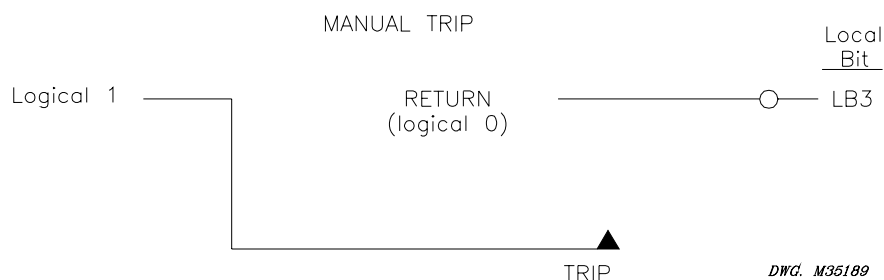 MANUAL TRIP
Local
Bit
Logical 1
RETURN
(logical 0)
LB3
TRIP
DWG. M35189